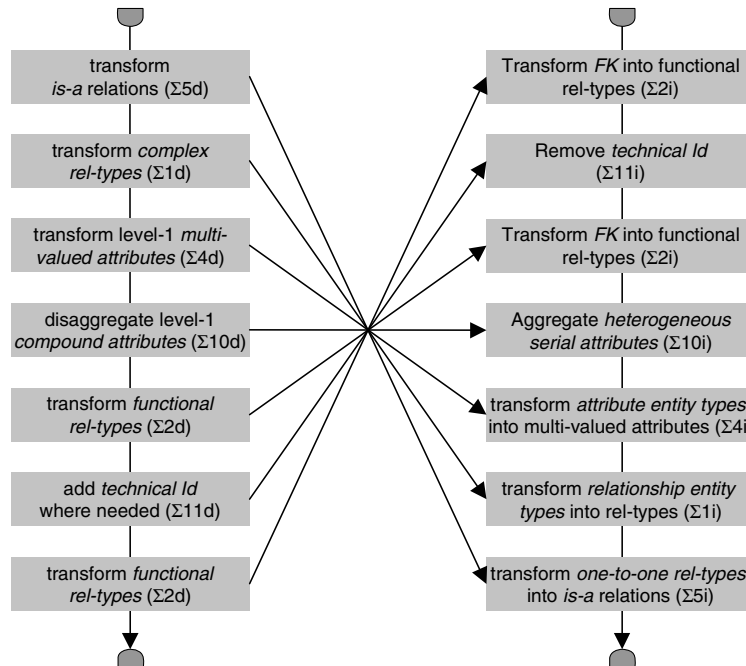 transform
is-a relations (Σ5d)
transform complex
rel-types (Σ1d)
transform level-1 multi-
valued attributes (Σ4d)
disaggregate level-1
compound attributes (Σ10d)
transform functional
rel-types (Σ2d)
add technical Id
where needed (Σ11d)
transform functional
rel-types (Σ2d)
Transform FK into functional
rel-types (Σ2i)
Remove technical Id
(Σ11i)
Transform FK into functional
rel-types (Σ2i)
Aggregate heterogeneous
serial attributes (Σ10i)
transform attribute entity types
into multi-valued attributes (Σ4i
transform relationship entity
types into rel-types (Σ1i)
transform one-to-one rel-types
into is-a relations (Σ5i)